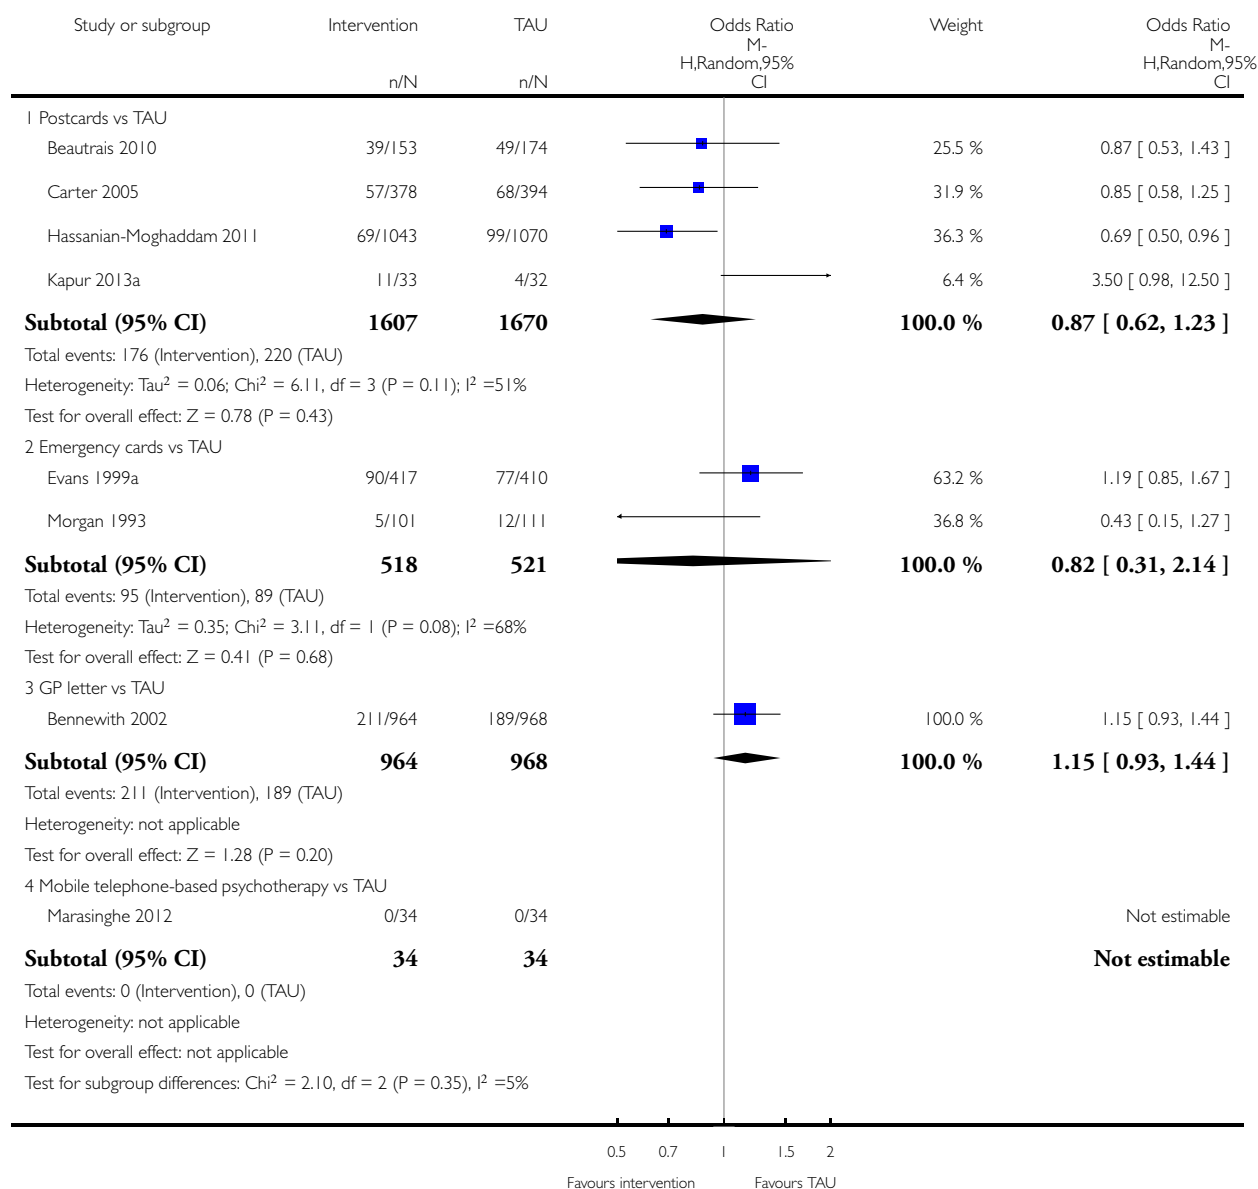 Study or subgroup Intervention TAU Odds Ratio Weight Odds Ratio
M- M-
H,Random,95% H,Random,95%
n/N n/N CI CI
1 Postcards vs TAU
Beautrais 2010 39/153 49/174 25.5 % 0.87 [ 0.53, 1.43 ]
Carter 2005 57/378 68/394 31.9 % 0.85 [ 0.58, 1.25 ]
Hassanian-Moghaddam 2011 69/1043 99/1070 36.3 % 0.69 [ 0.50, 0.96 ]
Kapur 2013a 11/33 4/32 6.4 % 3.50 [ 0.98, 12.50 ]
Subtotal (95% CI) 1607 1670 100.0 % 0.87 [ 0.62, 1.23 ]
Total events: 176 (Intervention), 220 (TAU)
Heterogeneity: Tau² = 0.06; Chi² = 6.11, df = 3 (P = 0.11); I² =51%
Test for overall effect: Z = 0.78 (P = 0.43)
2 Emergency cards vs TAU
Evans 1999a 90/417 77/410 63.2 % 1.19 [ 0.85, 1.67 ]
Morgan 1993 5/101 12/111 36.8 % 0.43 [ 0.15, 1.27 ]
Subtotal (95% CI) 518 521 100.0 % 0.82 [ 0.31, 2.14 ]
Total events: 95 (Intervention), 89 (TAU)
Heterogeneity: Tau² = 0.35; Chi² = 3.11, df = 1 (P = 0.08); I² =68%
Test for overall effect: Z = 0.41 (P = 0.68)
3 GP letter vs TAU
Bennewith 2002 211/964 189/968 100.0 % 1.15 [ 0.93, 1.44 ]
Subtotal (95% CI) 964 968 100.0 % 1.15 [ 0.93, 1.44 ]
Total events: 211 (Intervention), 189 (TAU)
Heterogeneity: not applicable
Test for overall effect: Z = 1.28 (P = 0.20)
4 Mobile telephone-based psychotherapy vs TAU
Marasinghe 2012 0/34 0/34 Not estimable
Subtotal (95% CI) 34 34 Not estimable
Total events: 0 (Intervention), 0 (TAU)
Heterogeneity: not applicable
Test for overall effect: not applicable
Test for subgroup differences: Chi² = 2.10, df = 2 (P = 0.35), I² =5%
0.5 0.7 1 1.5 2
Favours intervention Favours TAU